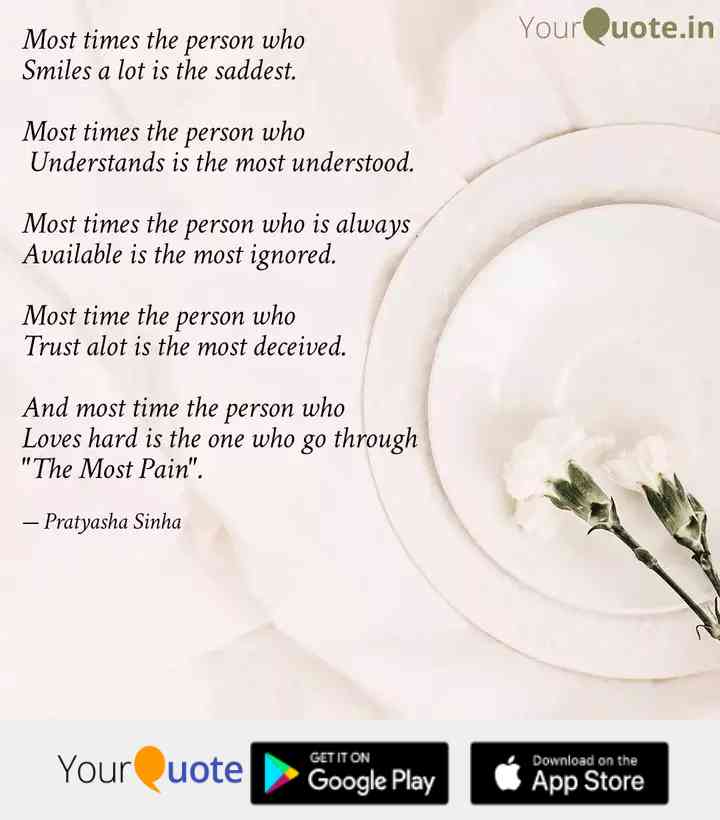 YourQuote.in
Most times the person who
Smiles a lot is the saddest.
Most times the person who
Understands is the most understood.
Most times the person who is always
Available is the most ignored.
Most time the person who
Trust alot is the most deceived.
And most time the person who
Loves hard is the one who go through
"The Most Pain".
— Pratyasha Sinha
YourQuote
GET IT ON
Google Play
Download on the
App Store